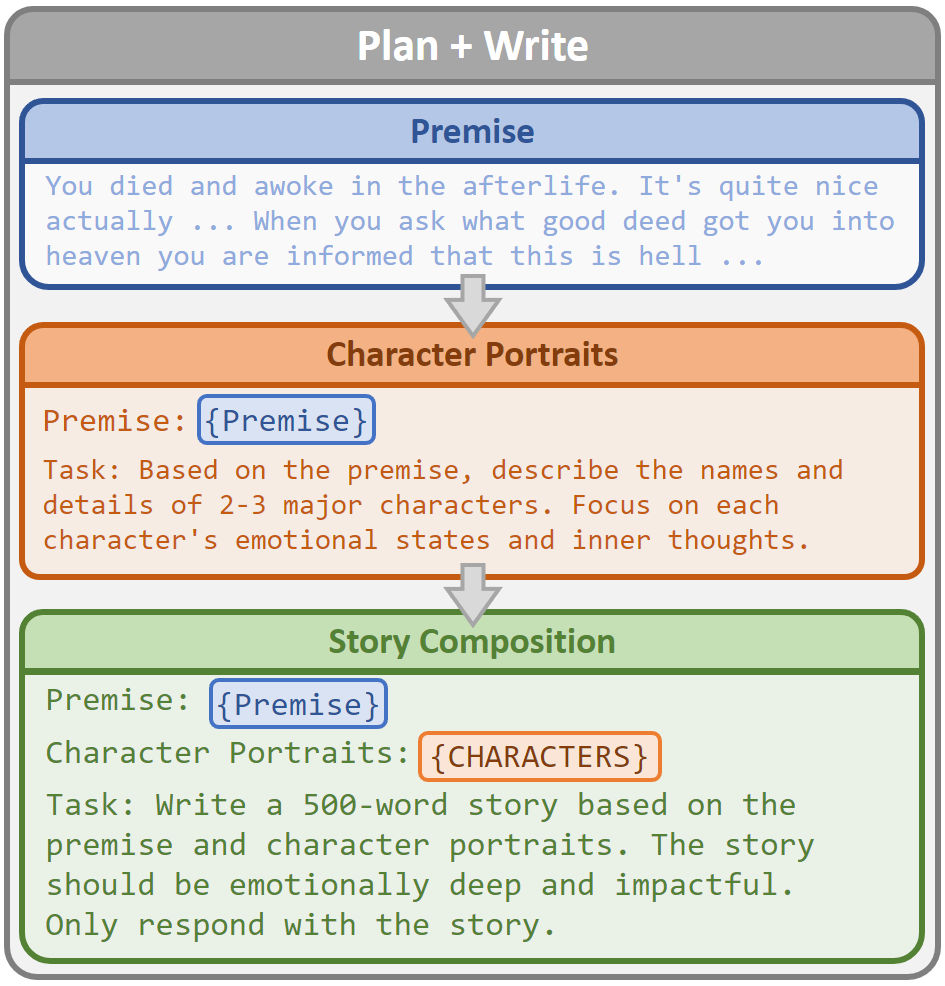 Plan + Write
Premise
You died and awoke in the afterlife. It's quite nice
actually ... When you ask what good deed got you into
heaven you are informed that this is hell ...
Character Portraits
Premise: {Premise}
Task: Based on the premise, describe the names and
details of 2-3 major characters. Focus on each
character's emotional states and inner thoughts.
Story Composition
Premise: {Premise}
Character Portraits: {CHARACTERS}
Task: Write a 500-word story based on the
premise and character portraits. The story
should be emotionally deep and impactful.
Only respond with the story.